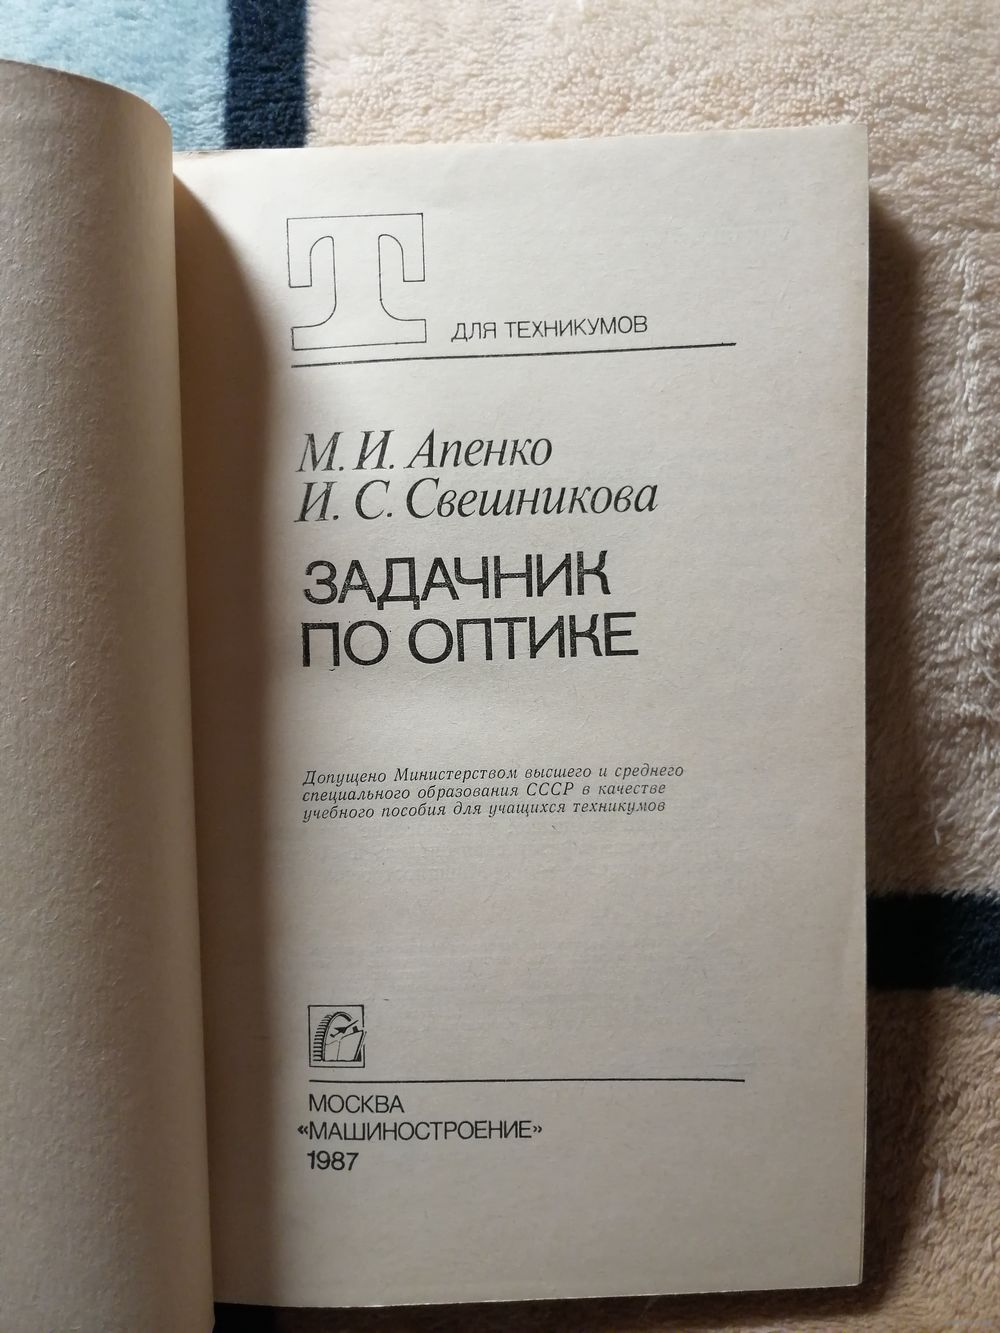 Т
ДЛЯ ТЕХНИКУМОВ
М. И. Апенко
И. С. Свешникова
ЗАДАЧНИК
ПО ОПТИКЕ
Допущено Министерством высшего и среднего
специального образования СССР в качестве
учебного пособия для учащихся техникумов
МОСКВА
«МАШИНОСТРОЕНИЕ»
1987